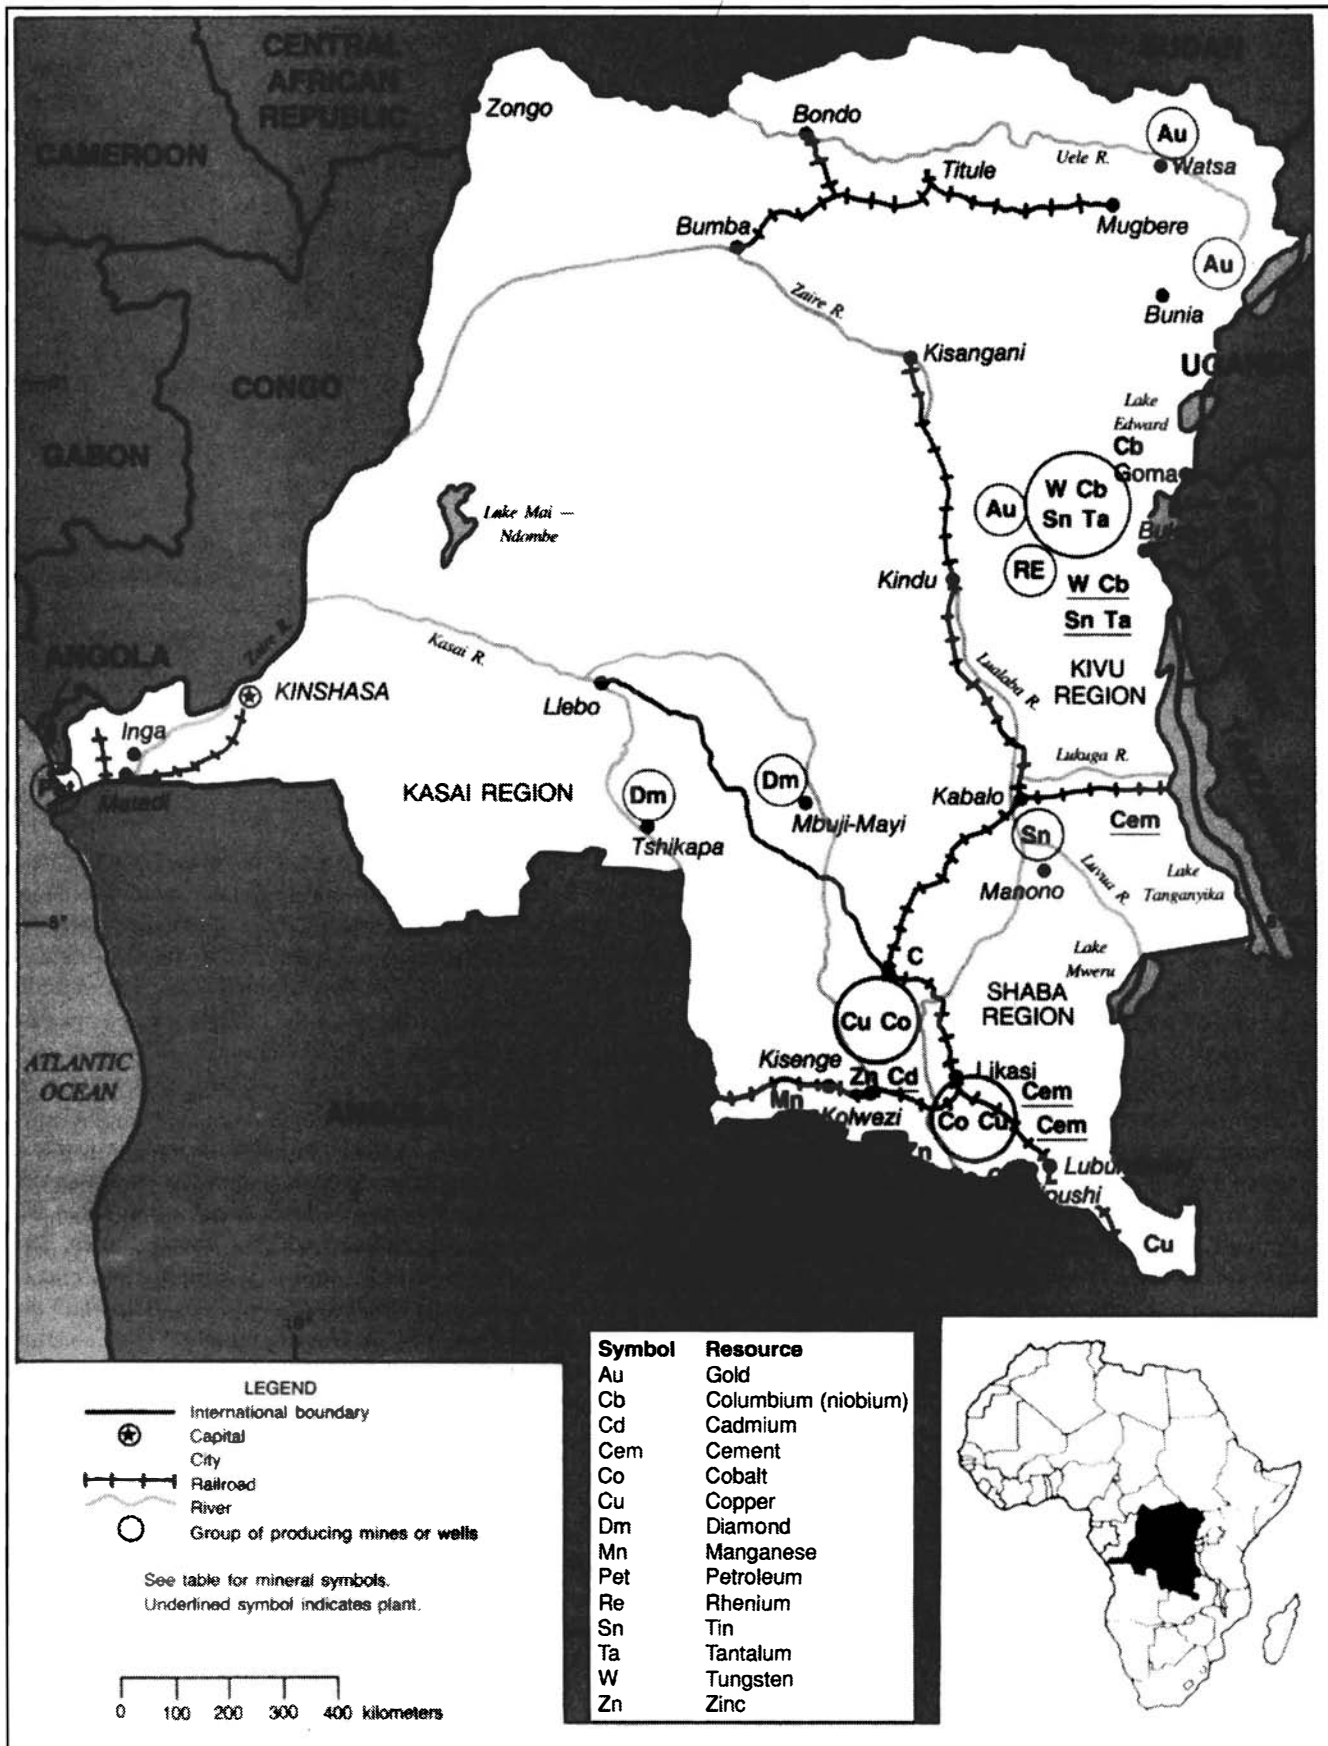 SUDAN
CENTRAL
AFRICAN
REPUBLIC
CAMEROON
Zongo
Bondo
Au
Uele R.
Watsa
Titule
Mugbere
Bumba
Au
Zaire R.
Bunia
Kisangani
CONGO
GABON
Lake
Edward
Cb
Goma
W Cb
Sn Ta
Au
RE
Lake Mai –
Ndombe
Kindu
W Cb
Sn Ta
KIVU
REGION
ANGOLA
Kasai R.
Lualaba R.
KINSHASA
Llebo
Inga
Matadi
Lukuga R.
KASAI REGION
Dm
Tshikapa
Dm
Mbuji-Mayi
Kabalo
Cem
Sn
Manono
Luvua R.
Lake
Tanganyika
C
Lake
Mweru
SHABA
REGION
Cu Co
ATLANTIC
OCEAN
Kisenge
Zn Cd
Mn
Kolwezi
Likasi
Co Cu
Cem
Cem
Zn
Cu
LEGEND
International boundary
Capital
City
Railroad
River
Group of producing mines or wells
See table for mineral symbols.
Underlined symbol indicates plant.
0 100 200 300 400 kilometers
Symbol Resource
Au Gold
Cb Columbium (niobium)
Cd Cadmium
Cem Cement
Co Cobalt
Cu Copper
Dm Diamond
Mn Manganese
Pet Petroleum
Re Rhenium
Sn Tin
Ta Tantalum
W Tungsten
Zn Zinc